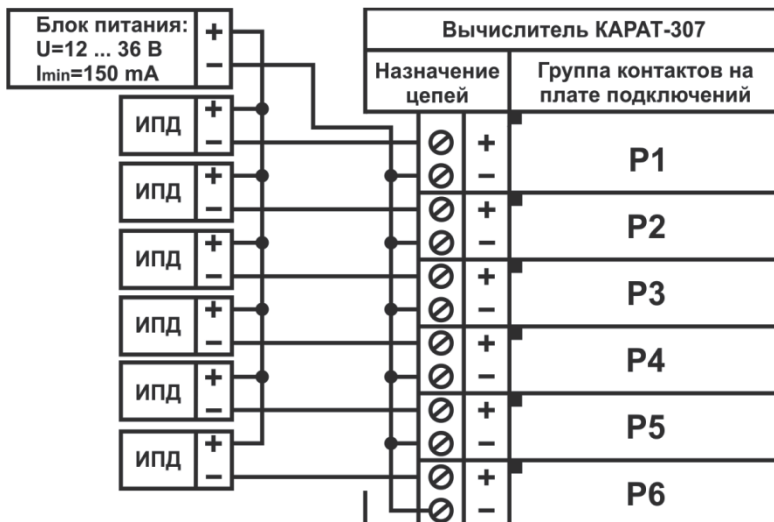 Блок питания:
U=12 ... 36 В
Imin=150 mA
+
–
Вычислитель КАРАТ-307
Назначение цепей
Группа контактов на плате подключений
ИПД
+
–
ИПД
+
–
ИПД
+
–
ИПД
+
–
ИПД
+
–
ИПД
+
–
+
–
P1
+
–
P2
+
–
P3
+
–
P4
+
–
P5
+
–
P6